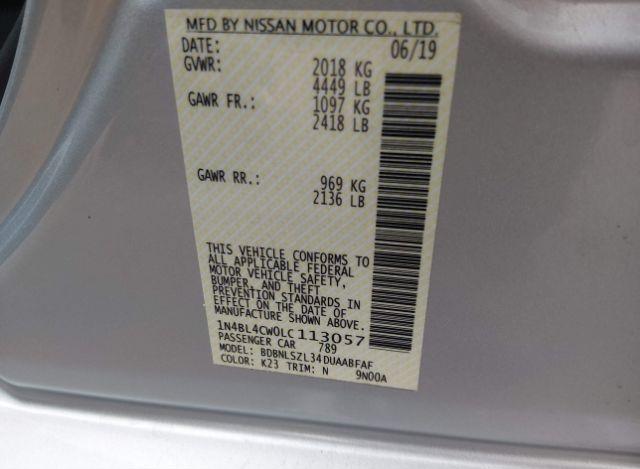 MFD BY NISSAN MOTOR CO., LTD.
DATE: 06/19
GVWR: 2018 KG
4449 LB
GAWR FR.: 1097 KG
2418 LB
GAWR RR.: 969 KG
2136 LB
THIS VEHICLE CONFORMS TO
ALL APPLICABLE FEDERAL
MOTOR VEHICLE SAFETY,
BUMPER, AND THEFT
PREVENTION STANDARDS IN
EFFECT ON THE DATE OF
MANUFACTURE SHOWN ABOVE.
1N4BL4CW0LC113057
PASSENGER CAR 789
MODEL: BDBNLSZL34DUAABFAF
COLOR: K23 TRIM: N 9N00A